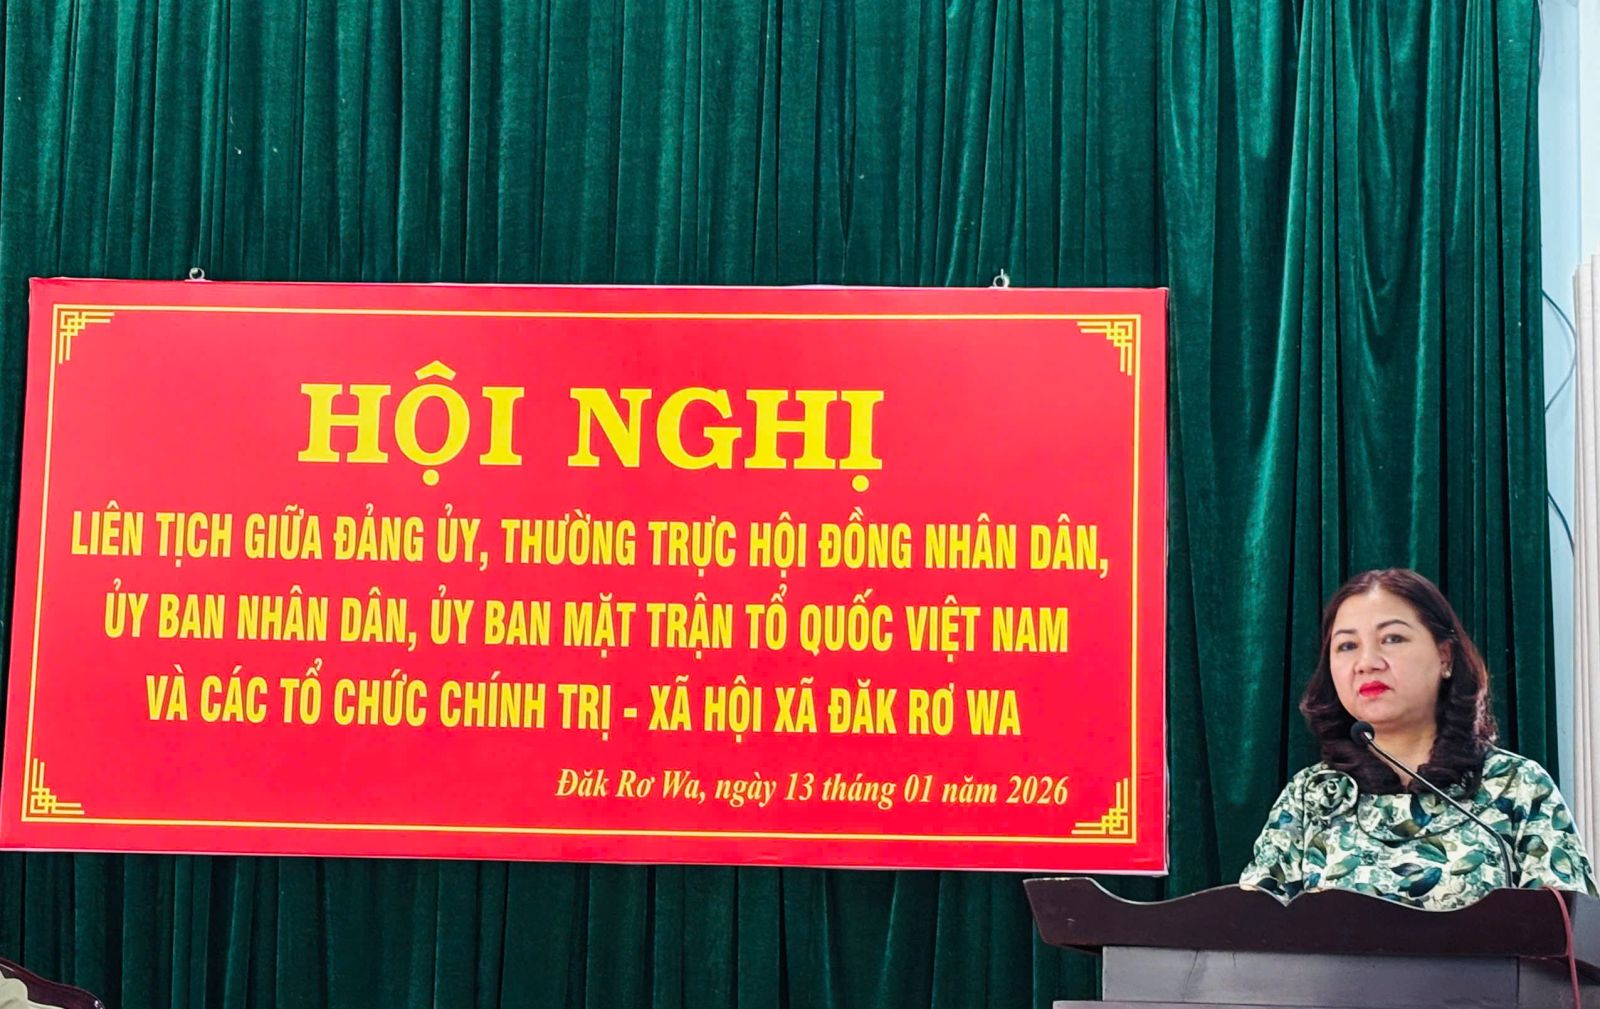 HỘI NGHỊ
LIÊN TỊCH GIỮA ĐẢNG ỦY, THƯỜNG TRỰC HỘI ĐỒNG NHÂN DÂN,
ỦY BAN NHÂN DÂN, ỦY BAN MẶT TRẬN TỔ QUỐC VIỆT NAM
VÀ CÁC TỔ CHỨC CHÍNH TRỊ - XÃ HỘI XÃ ĐĂK RƠ WA
Đăk Rơ Wa, ngày 13 tháng 01 năm 2026